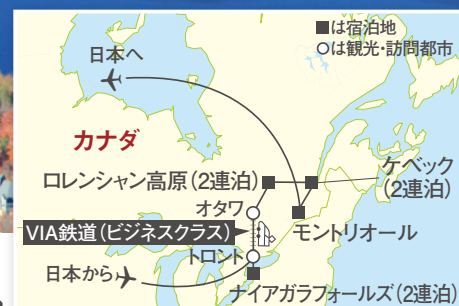 ■は宿泊地
○は観光・訪問都市
日本へ
カナダ
ケベック
(2連泊)
ロレンシャン高原(2連泊)
オタワ
VIA鉄道(ビジネスクラス)
モントリオール
トロント
日本から
ナイアガラフォールズ(2連泊)